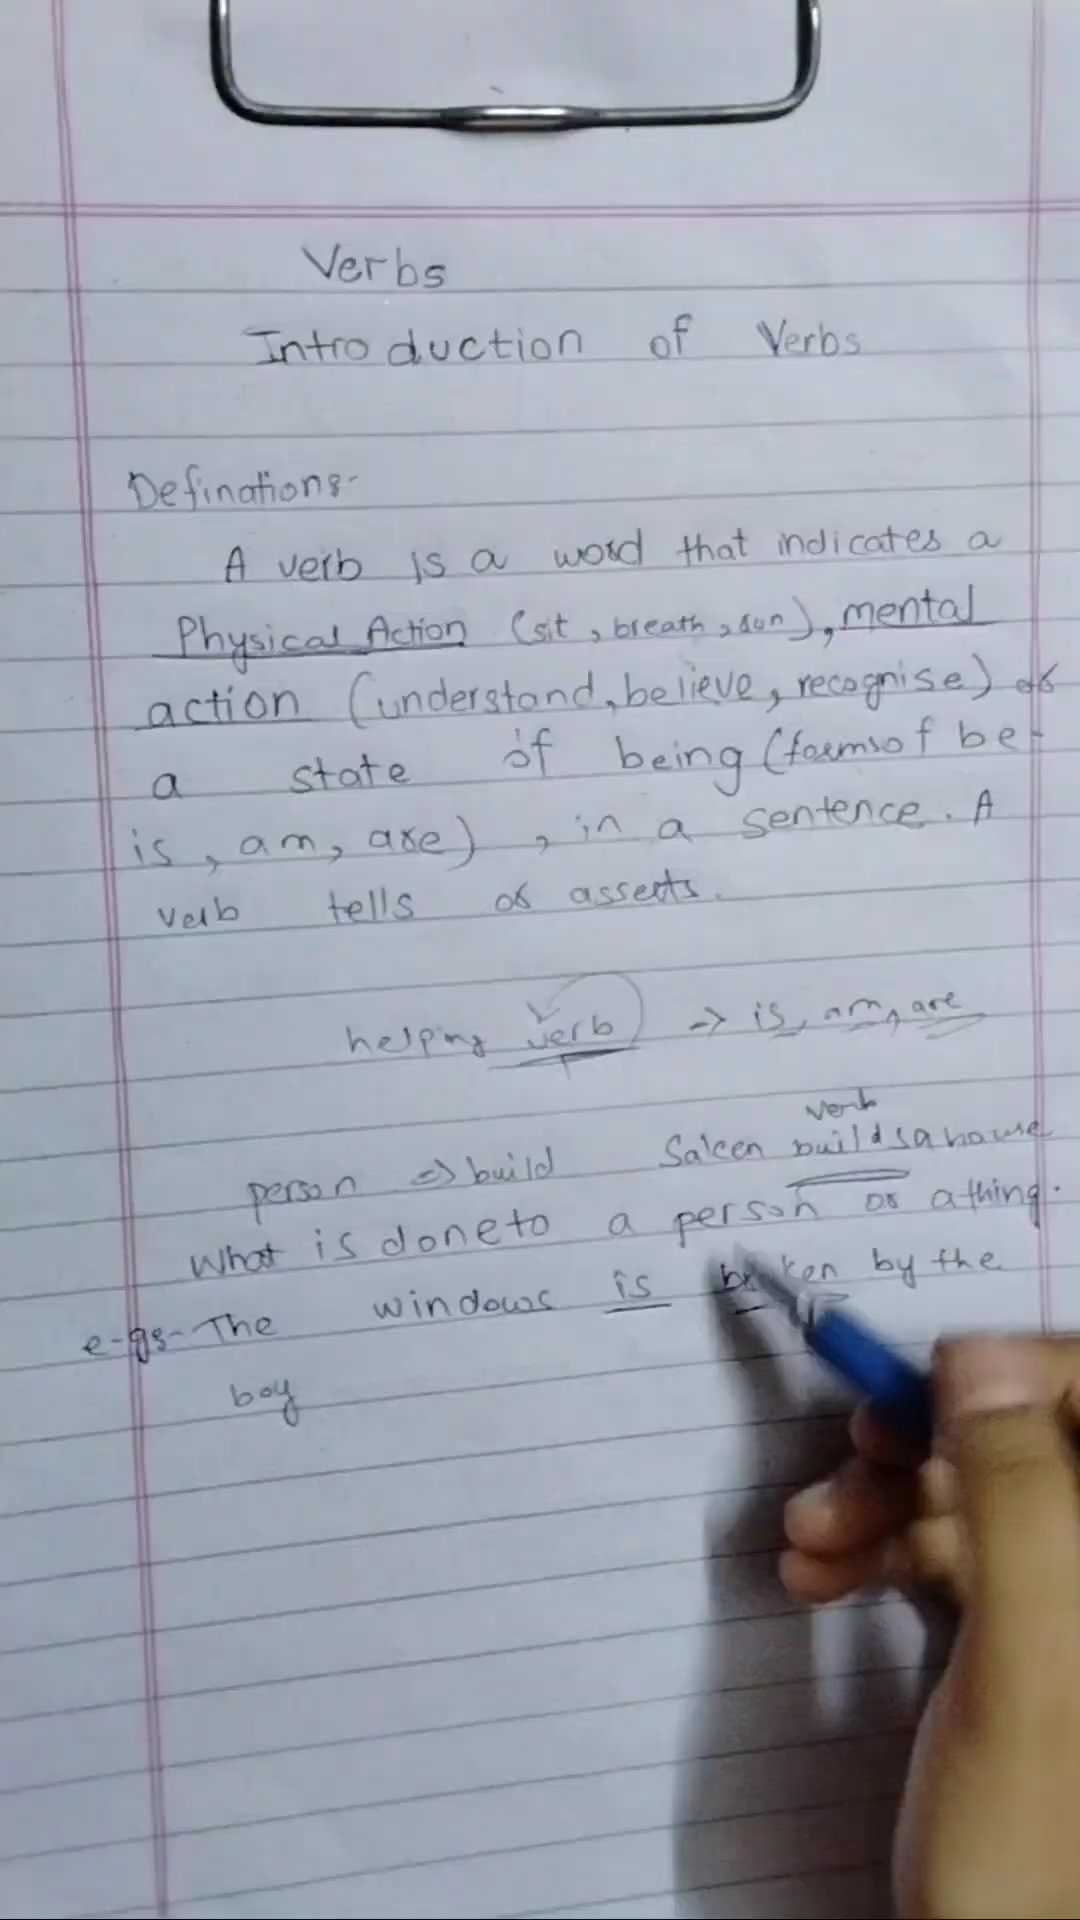 Verbs
Introduction of Verbs
Definations-
A verb is a word that indicates a
Physical Action (sit, breath, run), mental
action (understand, believe, recognise) or
a state of being (forms of be-
is, am, are), in a sentence. A
verb tells or asserts.
helping verb -> is, am, are
verb
person => build Saleen builds a house
What is done to a person or a thing.
e-gs- The windows is broken by the
boy